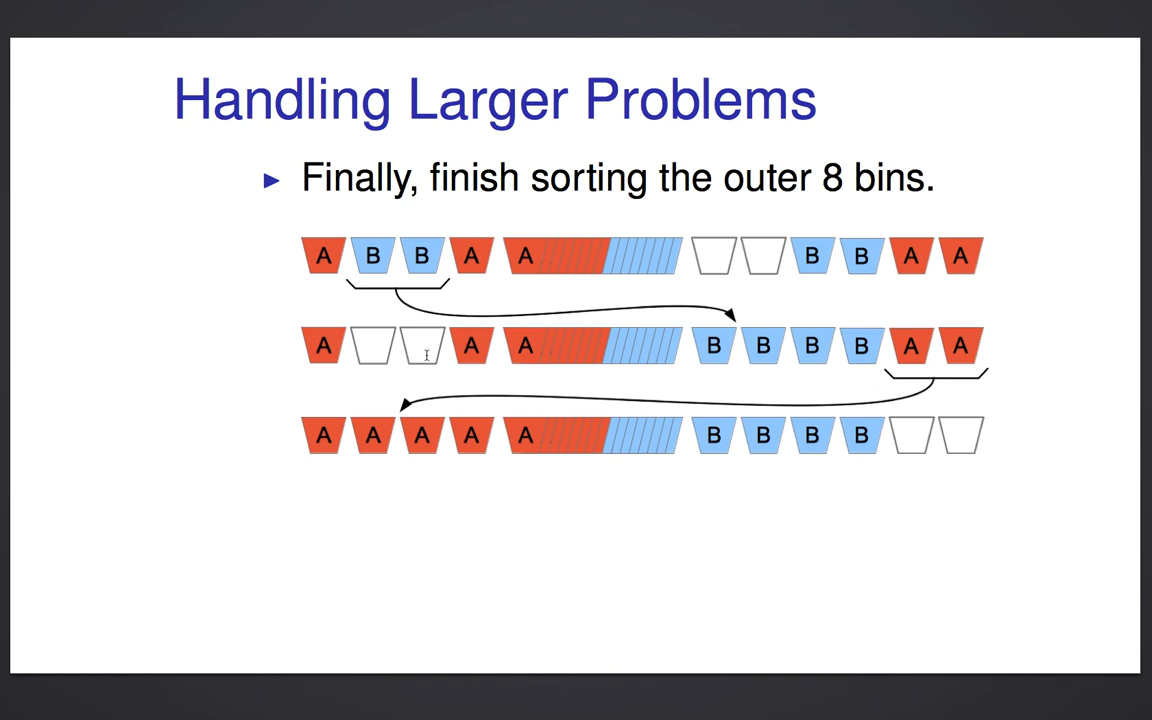 Handling Larger Problems
► Finally, finish sorting the outer 8 bins.
A B B A A .. B B A A
A A A .. B B B B A A
A A A A A .. B B B B